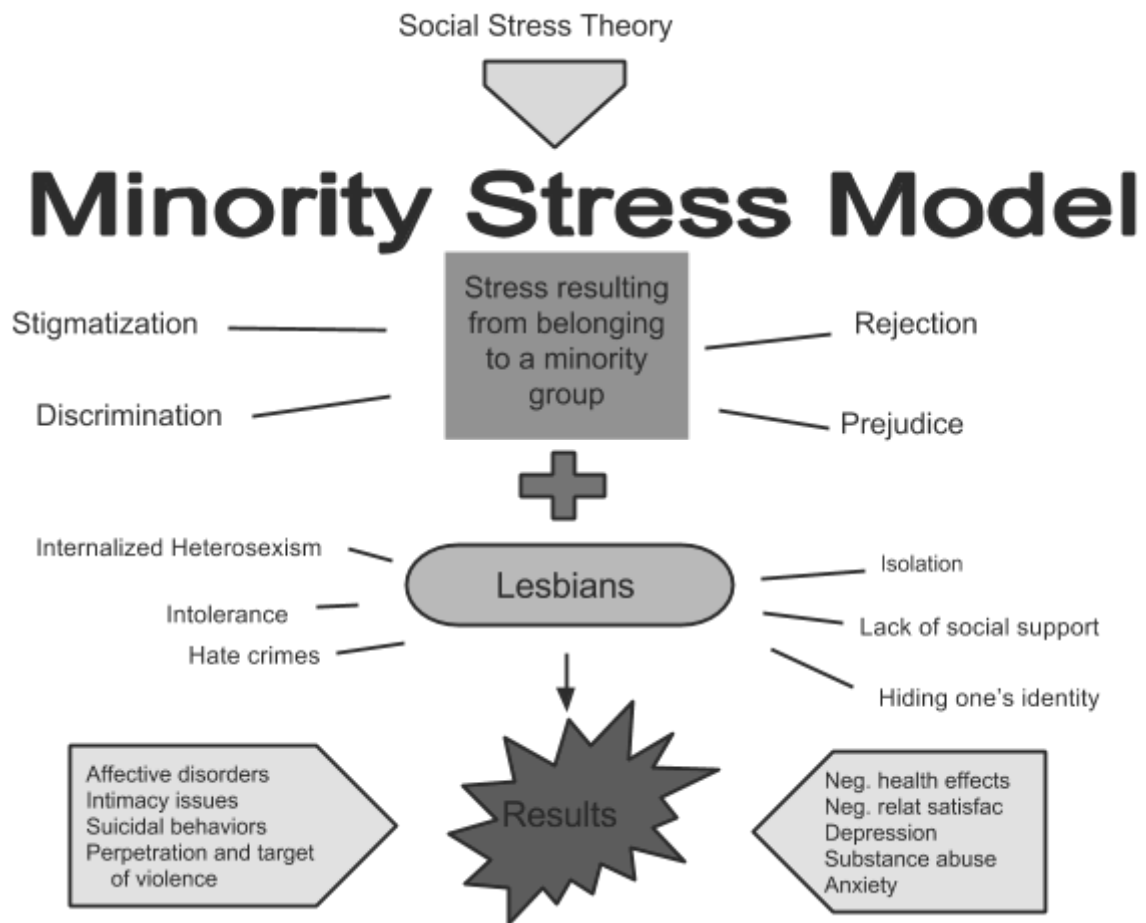 Social Stress Theory
Minority Stress Model
Stress resulting
from belonging
to a minority
group
Stigmatization
Discrimination
Rejection
Prejudice
Internalized Heterosexism
Intolerance
Hate crimes
Lesbians
Isolation
Lack of social support
Hiding one's identity
Affective disorders
Intimacy issues
Suicidal behaviors
Perpetration and target
of violence
Results
Neg. health effects
Neg. relat satisfac
Depression
Substance abuse
Anxiety